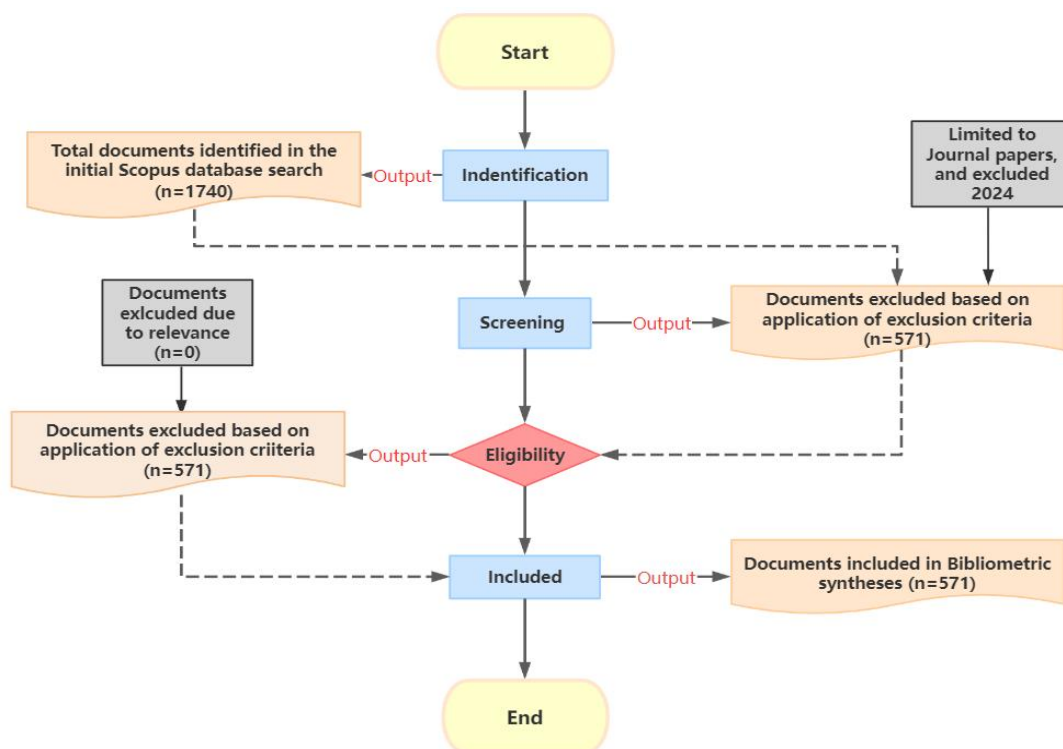 Start
Total documents identified in the
initial Scopus database search
(n=1740)
Output
Indentification
Limited to
Journal papers,
and excluded
2024
Documents
exlcuded due
to relevance
(n=0)
Screening
Output
Documents excluded based on
application of exclusion criteria
(n=571)
Documents excluded based on
application of exclusion criiteria
(n=571)
Output
Eligibility
Included
Output
Documents included in Bibliometric
syntheses (n=571)
End